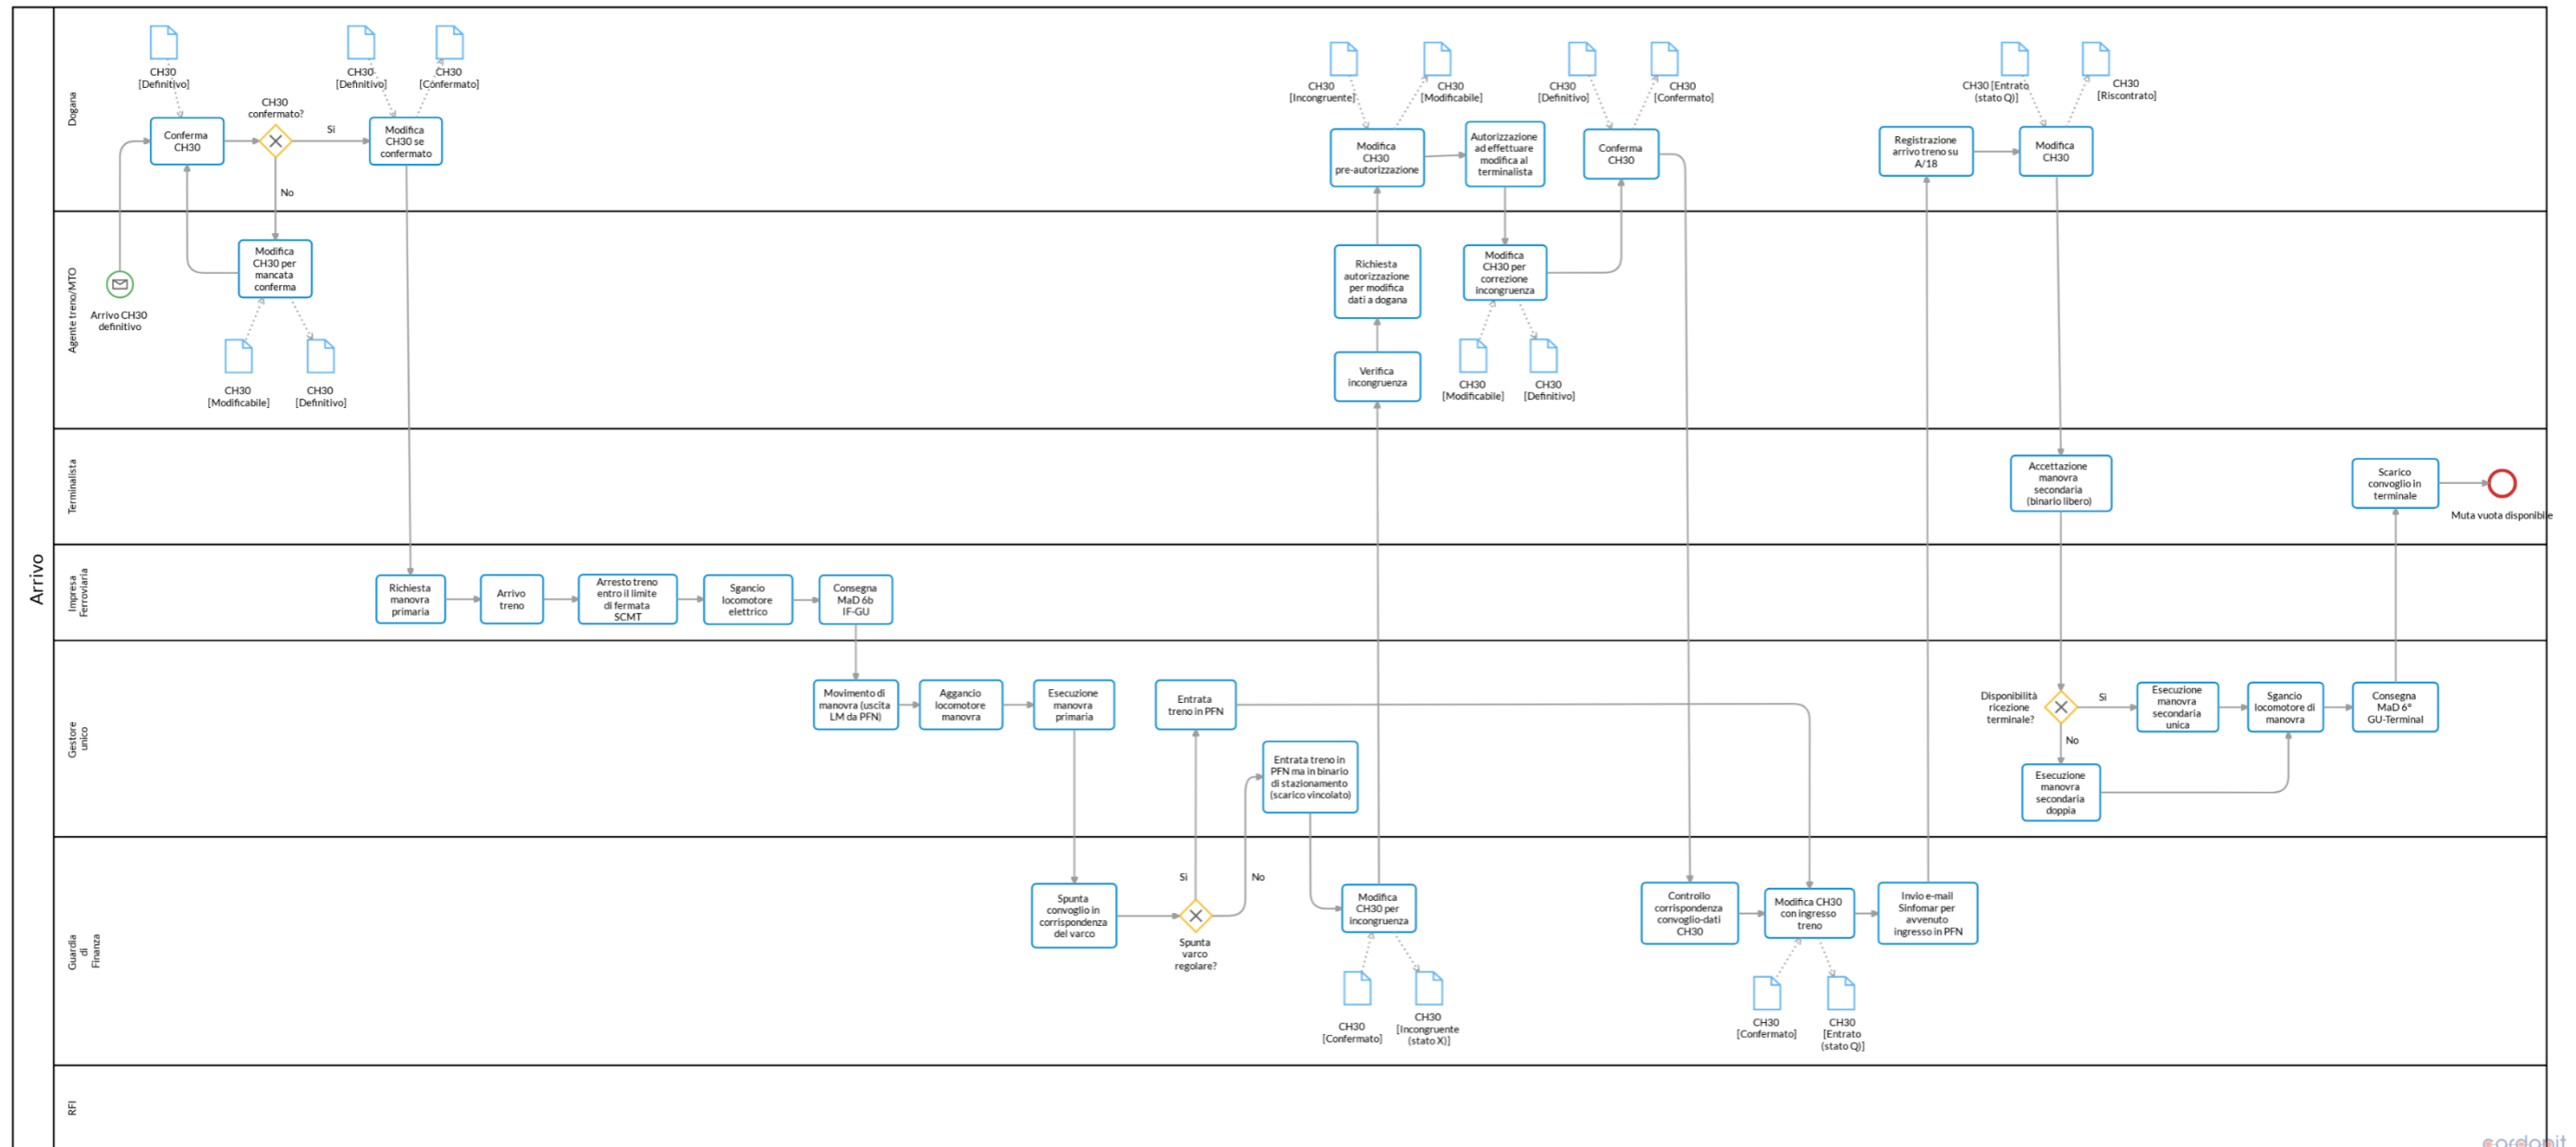 Arrivo
Dogana
CH30
[Definitivo]
CH30
[Definitivo]
CH30
[Confermato]
Conferma
CH30
CH30
confermato?
Sì
No
Modifica
CH30 se
confermato
CH30
[Incongruente]
CH30
[Modificabile]
Modifica
CH30
pre-autorizzazione
Autorizzazione
ad effettuare
modifica al
terminalista
CH30
[Definitivo]
CH30
[Confermato]
Conferma
CH30
Registrazione
arrivo treno su
A/18
CH30 [Entrato
(stato Q)]
CH30
[Riscontrato]
Modifica
CH30
Agente treno/MTO
Arrivo CH30
definitivo
Modifica
CH30 per
mancata
conferma
CH30
[Modificabile]
CH30
[Definitivo]
Richiesta
autorizzazione
per modifica
dati a dogana
Verifica
incongruenza
Modifica
CH30 per
correzione
incongruenza
CH30
[Modificabile]
CH30
[Definitivo]
Terminalista
Accettazione
manovra
secondaria
(binario libero)
Scarico
convoglio in
terminale
Muta vuota disponibile
Impresa
Ferroviaria
Richiesta
manovra
primaria
Arrivo
treno
Arresto treno
entro il limite
di fermata
SCMT
Sgancio
locomotore
elettrico
Consegna
MaD 6b
IF-GU
Gestore
unico
Movimento di
manovra (uscita
LM da PFN)
Aggancio
locomotore
manovra
Esecuzione
manovra
primaria
Entrata
treno in PFN
Entrata treno in
PFN ma in binario
di stazionamento
(scarico vincolato)
Disponibilità
ricezione
terminale?
Sì
No
Esecuzione
manovra
secondaria
unica
Sgancio
locomotore di
manovra
Consegna
MaD 6°
GU-Terminal
Esecuzione
manovra
secondaria
doppia
Guardia
di
Finanza
Spunta
convoglio in
corrispondenza
del varco
Sì
No
Spunta
varco
regolare?
Modifica
CH30 per
incongruenza
CH30
[Confermato]
CH30
[Incongruente
(stato X)]
Controllo
corrispondenza
convoglio-dati
CH30
Modifica CH30
con ingresso
treno
Invio e-mail
Sinfomar per
avvenuto
ingresso in PFN
CH30
[Confermato]
CH30
[Entrato
(stato Q)]
RFI